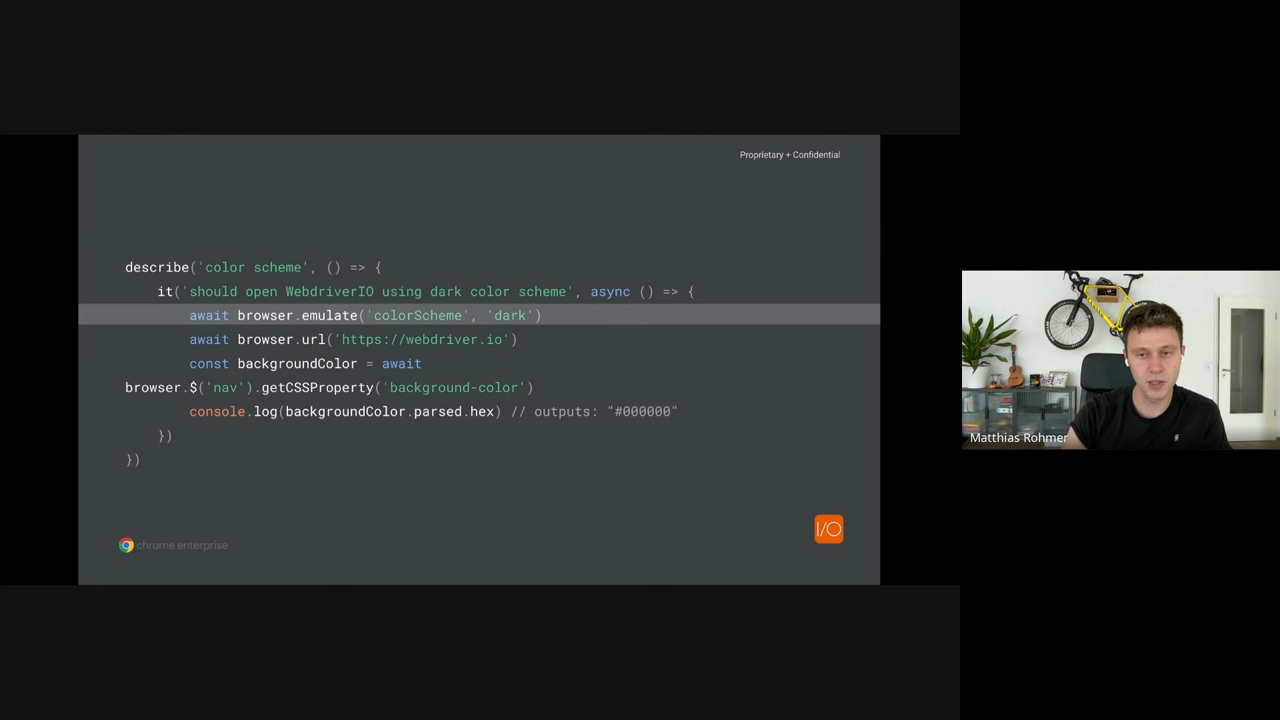 Proprietary + Confidential
describe('color scheme', () => {
it('should open WebdriverIO using dark color scheme', async () => {
await browser.emulate('colorScheme', 'dark')
await browser.url('https://webdriver.io')
const backgroundColor = await
browser.$('nav').getCSSProperty('background-color')
console.log(backgroundColor.parsed.hex) // outputs: "#000000"
})
})
I/O
chrome enterprise
Matthias Rohmer